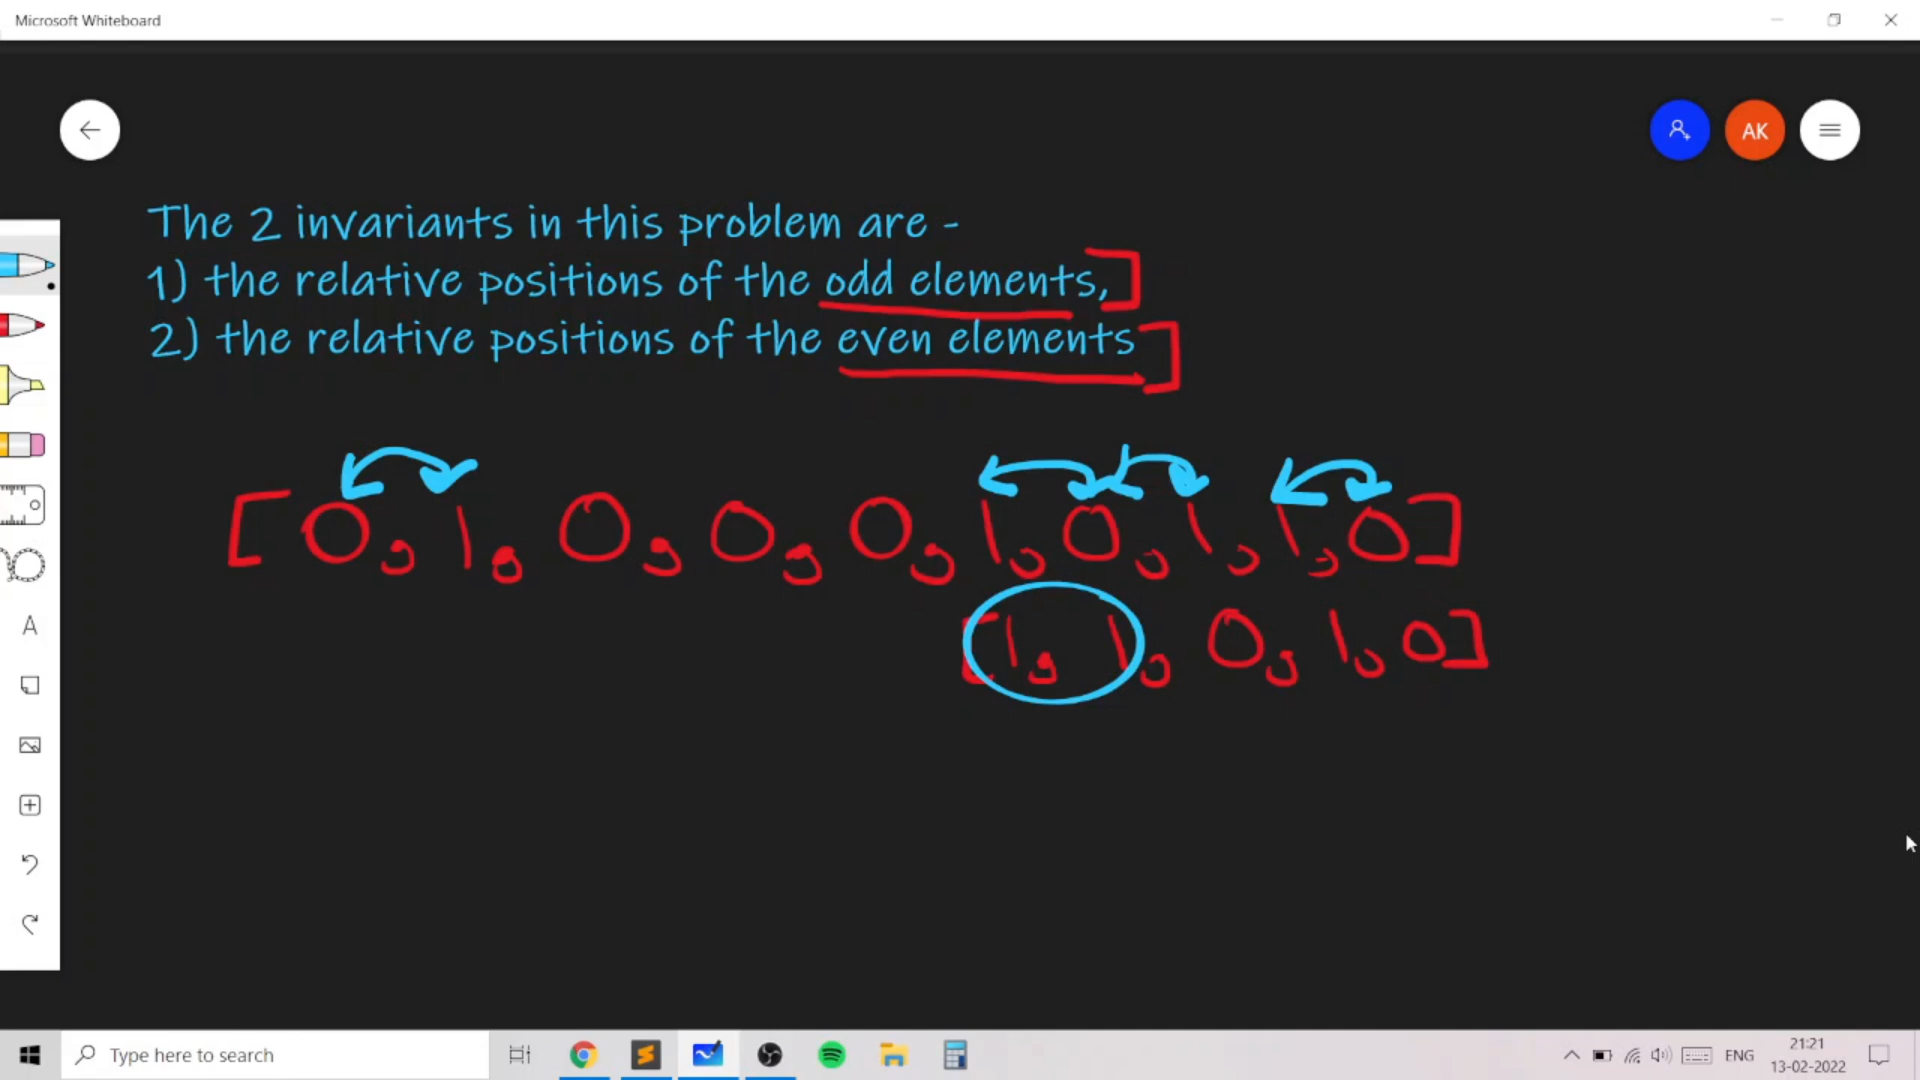 Microsoft Whiteboard
AK
The 2 invariants in this problem are -
1) the relative positions of the odd elements,]
2) the relative positions of the even elements]
[0, 1, 0, 0, 0, 1, 0, 1, 1, 0]
[1, 1, 0, 1, 0]
A
Type here to search
ENG
21:21
13-02-2022